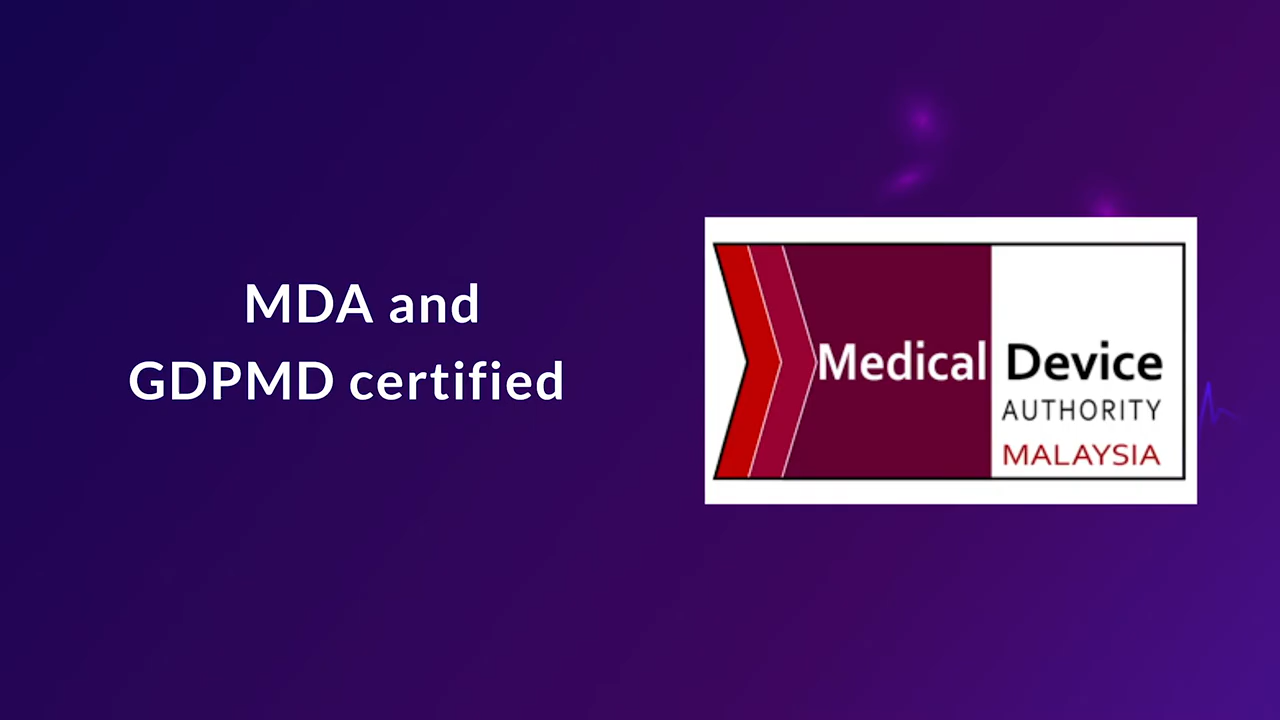 MDA and
GDPMD certified
Medical Device
AUTHORITY
MALAYSIA